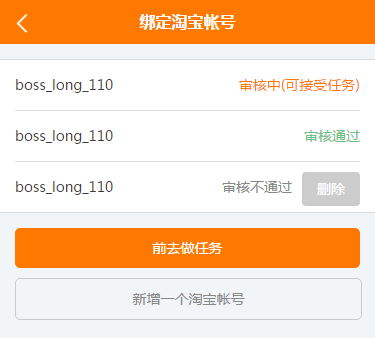 绑定淘宝帐号
boss_long_110 审核中(可接受任务)
boss_long_110 审核通过
boss_long_110 审核不通过 删除
前去做任务
新增一个淘宝帐号